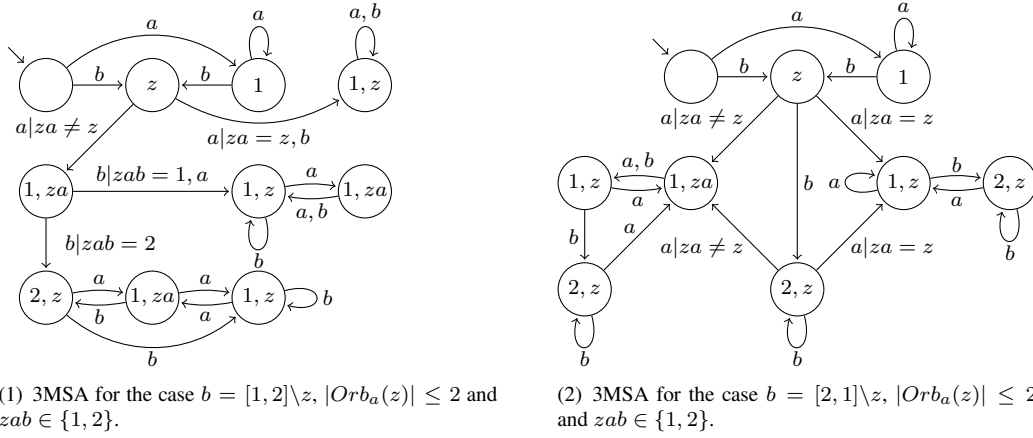 a
a
a, b
b
z
b
1
1, z
a|za ≠ z
a|za = z, b
1, za
b|zab = 1, a
1, z
a
1, za
a, b
b
b|zab = 2
2, z
a
b
1, za
a
a
1, z
b
b
(1) 3MSA for the case b = [1, 2]\z, |Orb_a(z)| ≤ 2 and
zab ∈ {1, 2}.
a
a
b
z
b
1
a|za ≠ z
a|za = z
1, z
a, b
a
1, za
b
a
1, z
b
a
2, z
b
b
a
a|za ≠ z
a|za = z
2, z
b
2, z
b
(2) 3MSA for the case b = [2, 1]\z, |Orb_a(z)| ≤ 2
and zab ∈ {1, 2}.